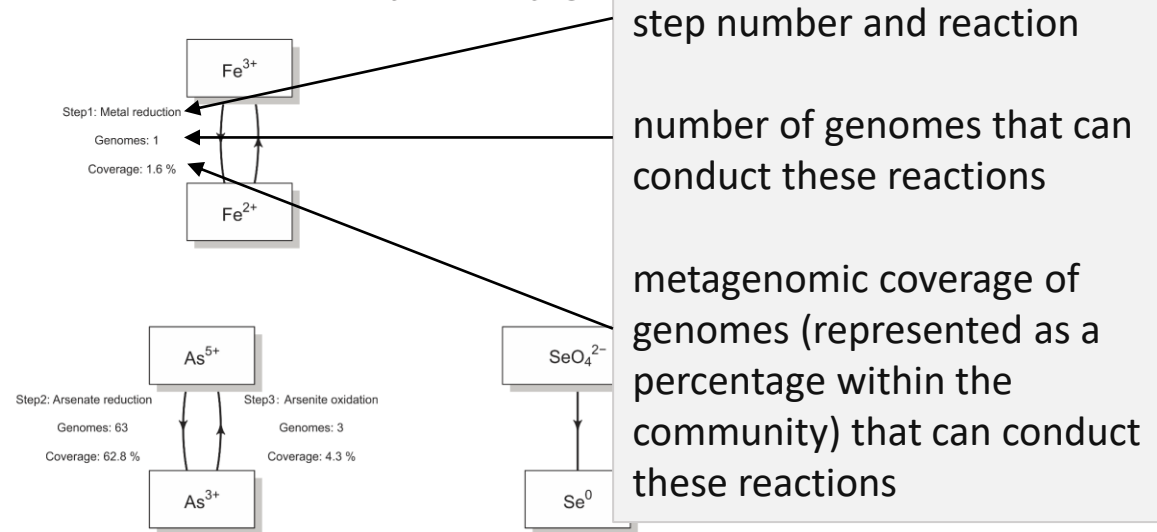 step number and reaction
number of genomes that can
conduct these reactions
metagenomic coverage of
genomes (represented as a
percentage within the
community) that can conduct
these reactions
Fe³⁺
Step1: Metal reduction
Genomes: 1
Coverage: 1.6 %
Fe²⁺
As⁵⁺
Step2: Arsenate reduction
Genomes: 63
Coverage: 62.8 %
Step3: Arsenite oxidation
Genomes: 3
Coverage: 4.3 %
As³⁺
SeO₄²⁻
Se⁰